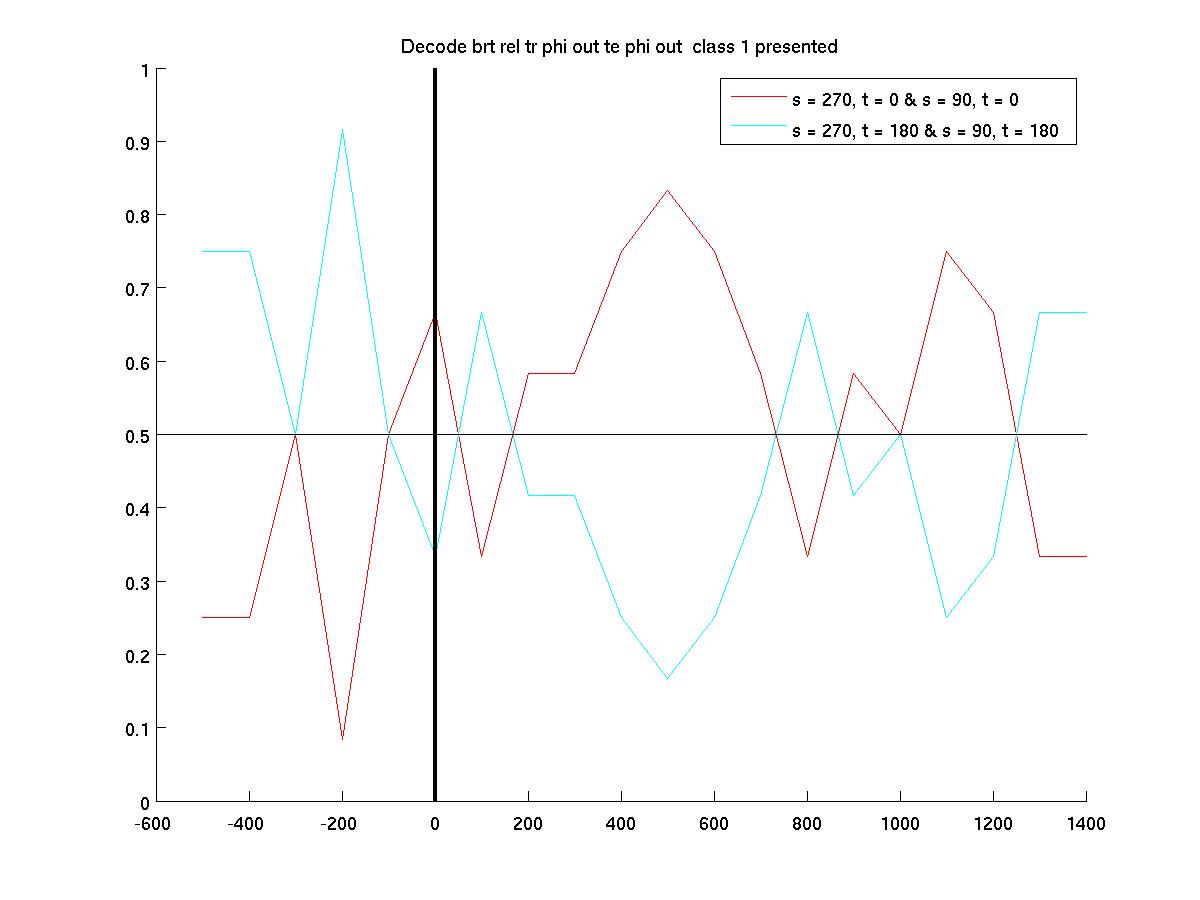 Decode brt rel tr phi out te phi out  class 1 presented
s = 270, t = 0 & s = 90, t = 0
s = 270, t = 180 & s = 90, t = 180
1
0.9
0.8
0.7
0.6
0.5
0.4
0.3
0.2
0.1
0
-600 -400 -200 0 200 400 600 800 1000 1200 1400